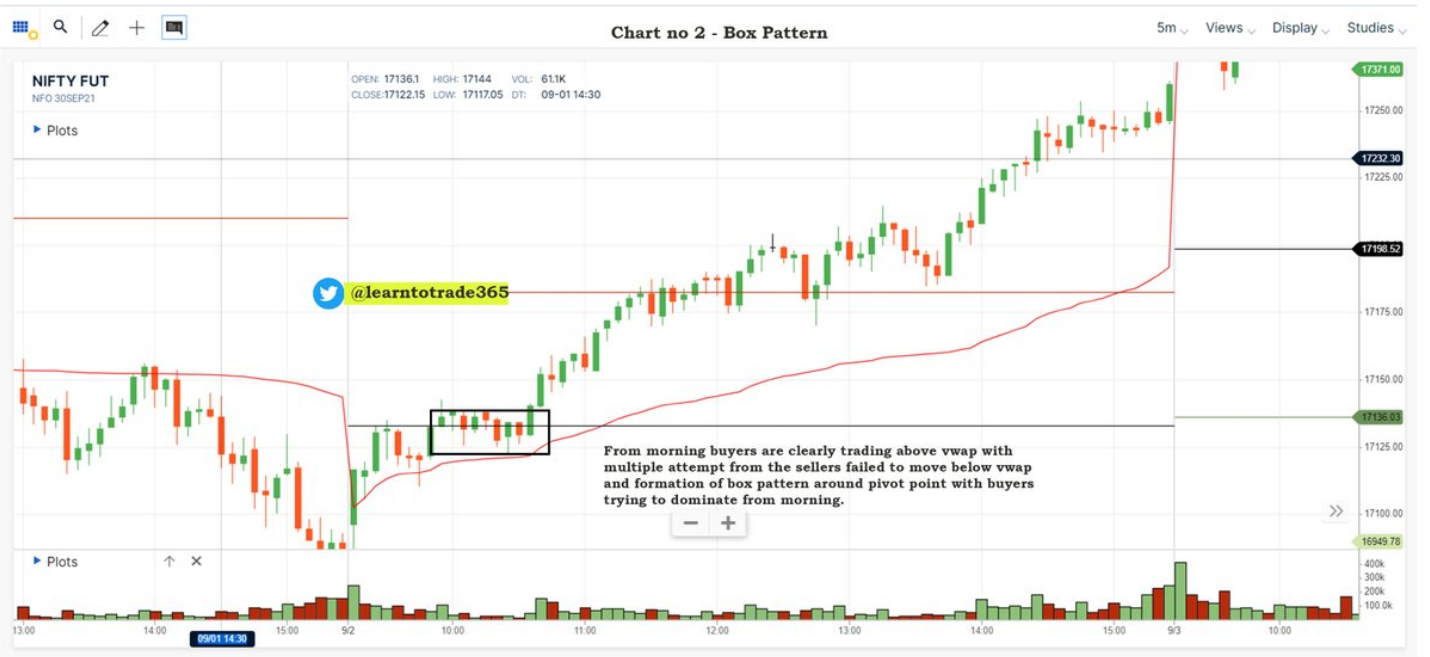 Chart no 2 - Box Pattern
5m Views Display Studies
NIFTY FUT
NFO 30SEP21
OPEN: 17136.1 HIGH: 17144 VOL: 61.1K
CLOSE:17122.15 LOW: 17117.05 DT: 09-01 14:30
Plots
17371.00
17250.00
17232.30
17225.00
17198.52
@learntotrade365
17175.00
17150.00
17136.03
17125.00
From morning buyers are clearly trading above vwap with
multiple attempt from the sellers failed to move below vwap
and formation of box pattern around pivot point with buyers
trying to dominate from morning.
17100.00
16949.78
Plots
400k
300k
200k
100.0k
13:00 14:00 09/01 14:30 15:00 9/2 10:00 11:00 12:00 13:00 14:00 15:00 9/3 10:00